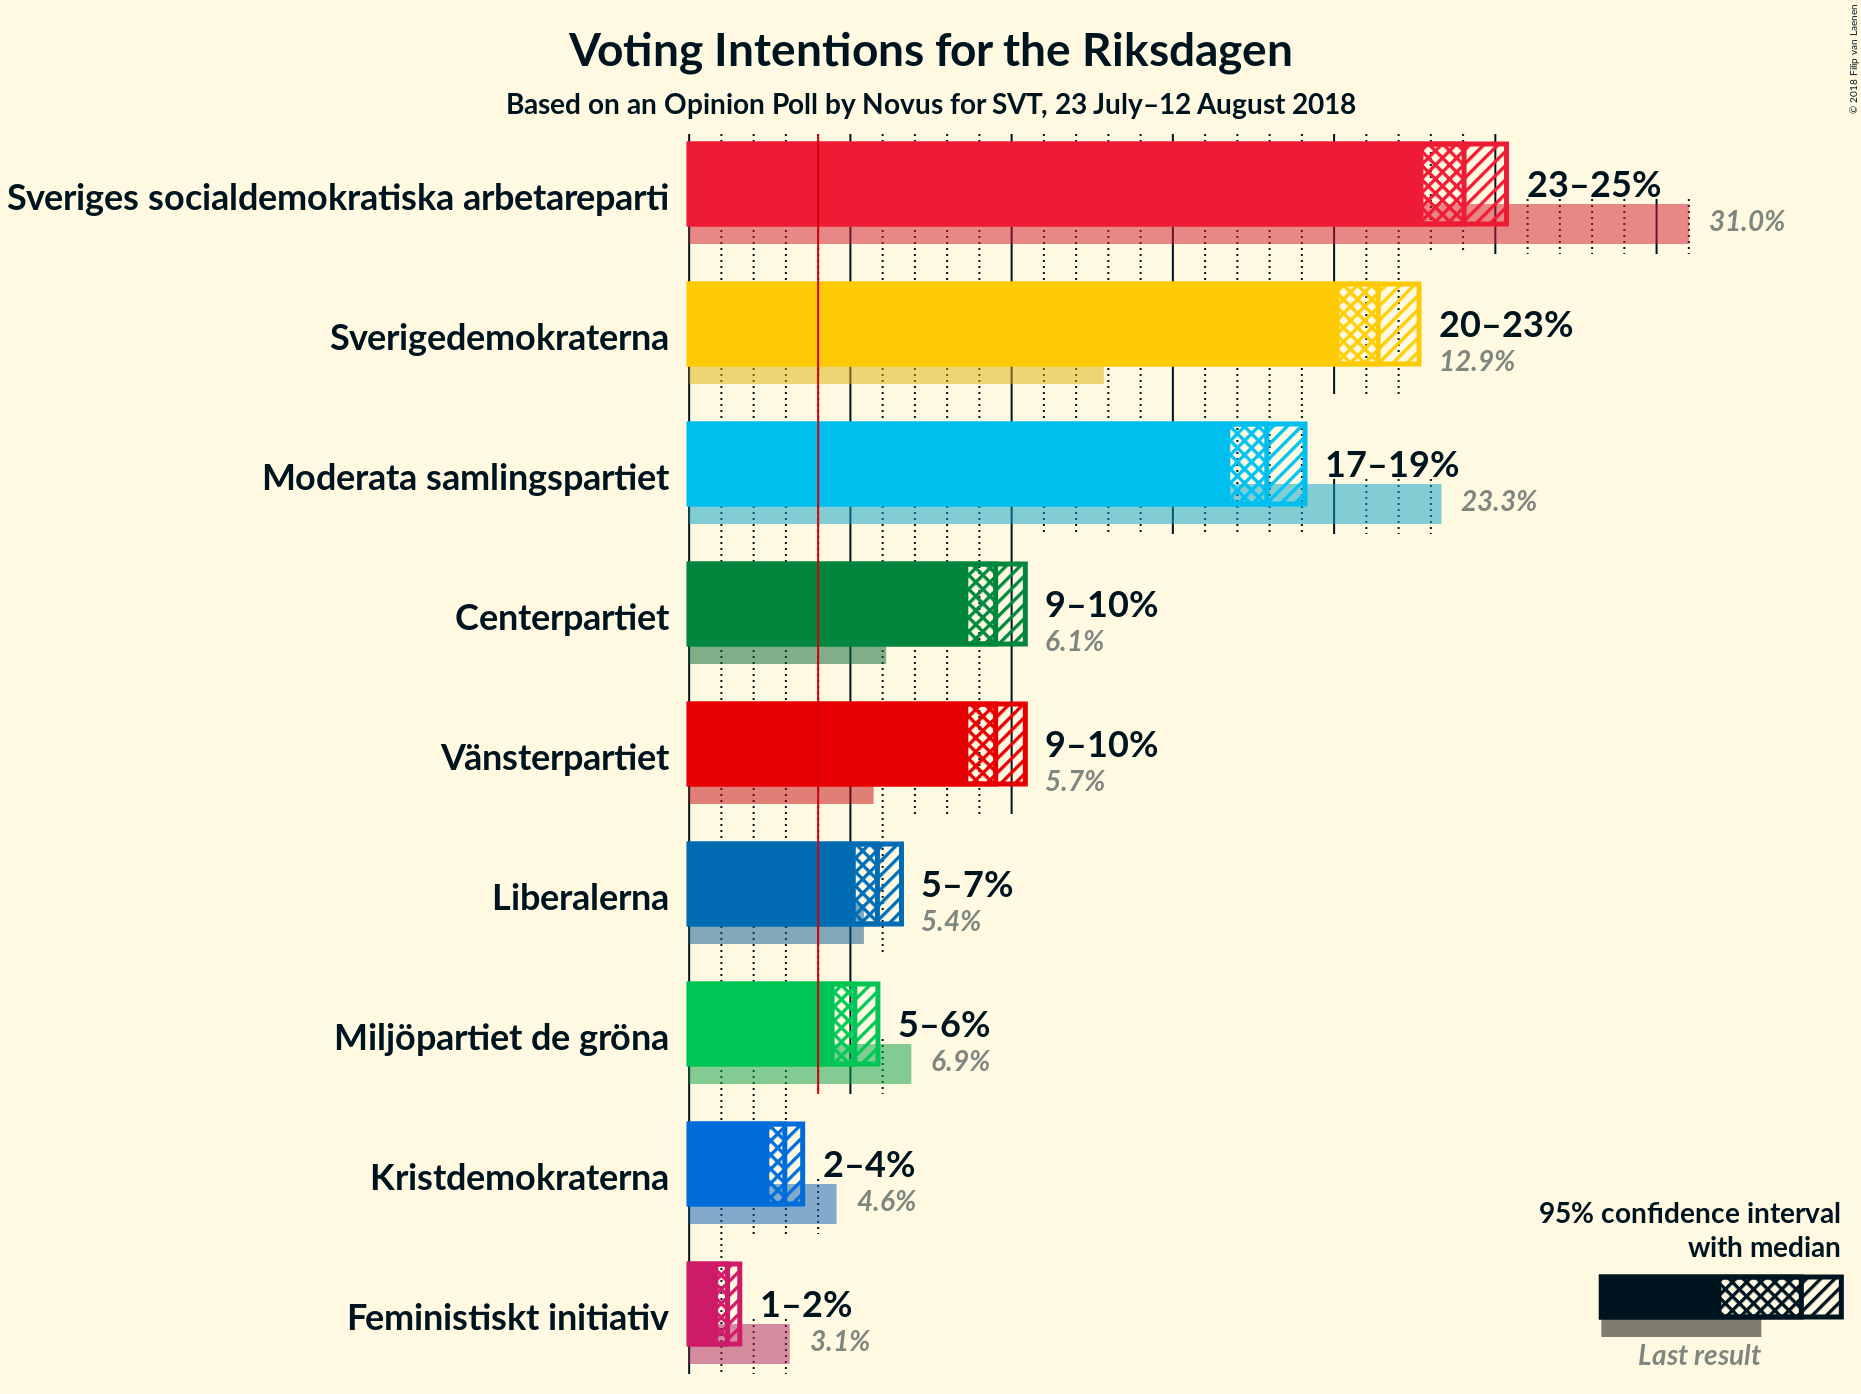 Voting Intentions for the Riksdagen
Based on an Opinion Poll by Novus for SVT, 23 July–12 August 2018
© 2018 Filip van Laenen
Sveriges socialdemokratiska arbetareparti
23–25%
31.0%
Sverigedemokraterna
20–23%
12.9%
Moderata samlingspartiet
17–19%
23.3%
Centerpartiet
9–10%
6.1%
Vänsterpartiet
9–10%
5.7%
Liberalerna
5–7%
5.4%
Miljöpartiet de gröna
5–6%
6.9%
Kristdemokraterna
2–4%
4.6%
Feministiskt initiativ
1–2%
3.1%
95% confidence interval
with median
Last result